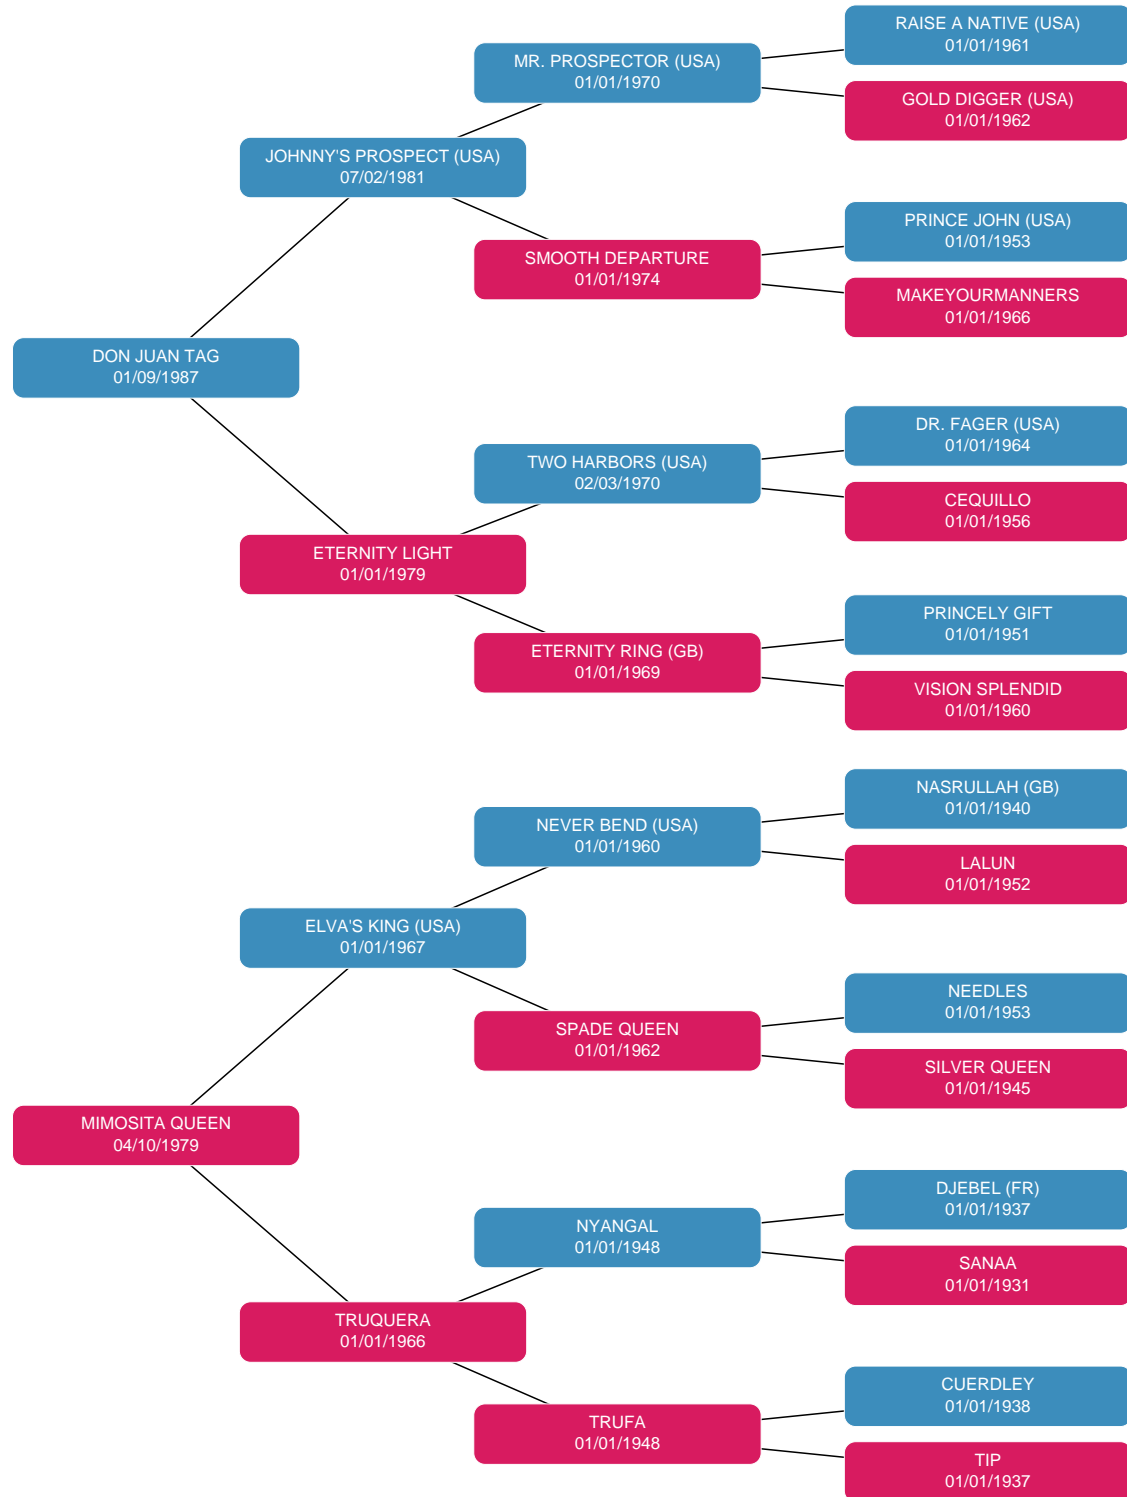 RAISE A NATIVE (USA)
01/01/1961
MR. PROSPECTOR (USA)
01/01/1970
GOLD DIGGER (USA)
01/01/1962
JOHNNY'S PROSPECT (USA)
07/02/1981
PRINCE JOHN (USA)
01/01/1953
SMOOTH DEPARTURE
01/01/1974
MAKEYOURMANNERS
01/01/1966
DON JUAN TAG
01/09/1987
DR. FAGER (USA)
01/01/1964
TWO HARBORS (USA)
02/03/1970
CEQUILLO
01/01/1956
ETERNITY LIGHT
01/01/1979
PRINCELY GIFT
01/01/1951
ETERNITY RING (GB)
01/01/1969
VISION SPLENDID
01/01/1960
NASRULLAH (GB)
01/01/1940
NEVER BEND (USA)
01/01/1960
LALUN
01/01/1952
ELVA'S KING (USA)
01/01/1967
NEEDLES
01/01/1953
SPADE QUEEN
01/01/1962
SILVER QUEEN
01/01/1945
MIMOSITA QUEEN
04/10/1979
DJEBEL (FR)
01/01/1937
NYANGAL
01/01/1948
SANAA
01/01/1931
TRUQUERA
01/01/1966
CUERDLEY
01/01/1938
TRUFA
01/01/1948
TIP
01/01/1937